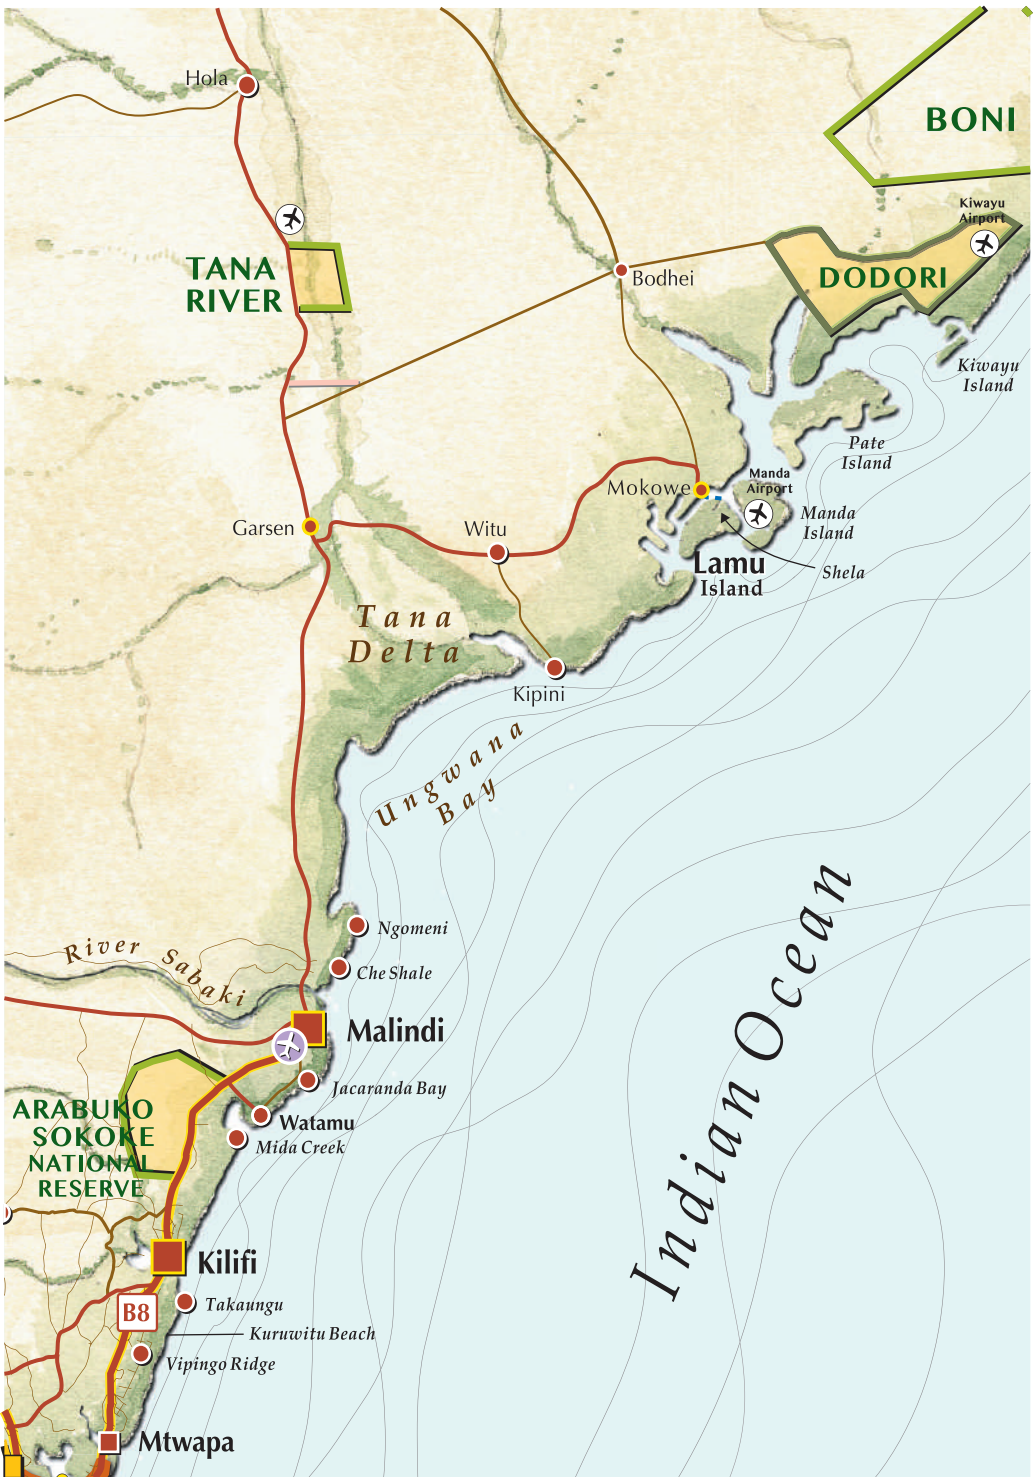 Hola
BONI
Kiwayu
Airport
TANA
RIVER
Bodhei
DODORI
Kiwayu
Island
Pate
Island
Manda
Airport
Mokowe
Manda
Island
Garsen
Witu
Lamu
Island
Shela
Tana
Delta
Kipini
Ungwana
Bay
Indian Ocean
Ngomeni
River Sabaki
Che Shale
Malindi
Jacaranda Bay
ARABUKO
SOKOKE
NATIONAL
RESERVE
Watamu
Mida Creek
Kilifi
Takaungu
B8
Kuruwitu Beach
Vipingo Ridge
Mtwapa